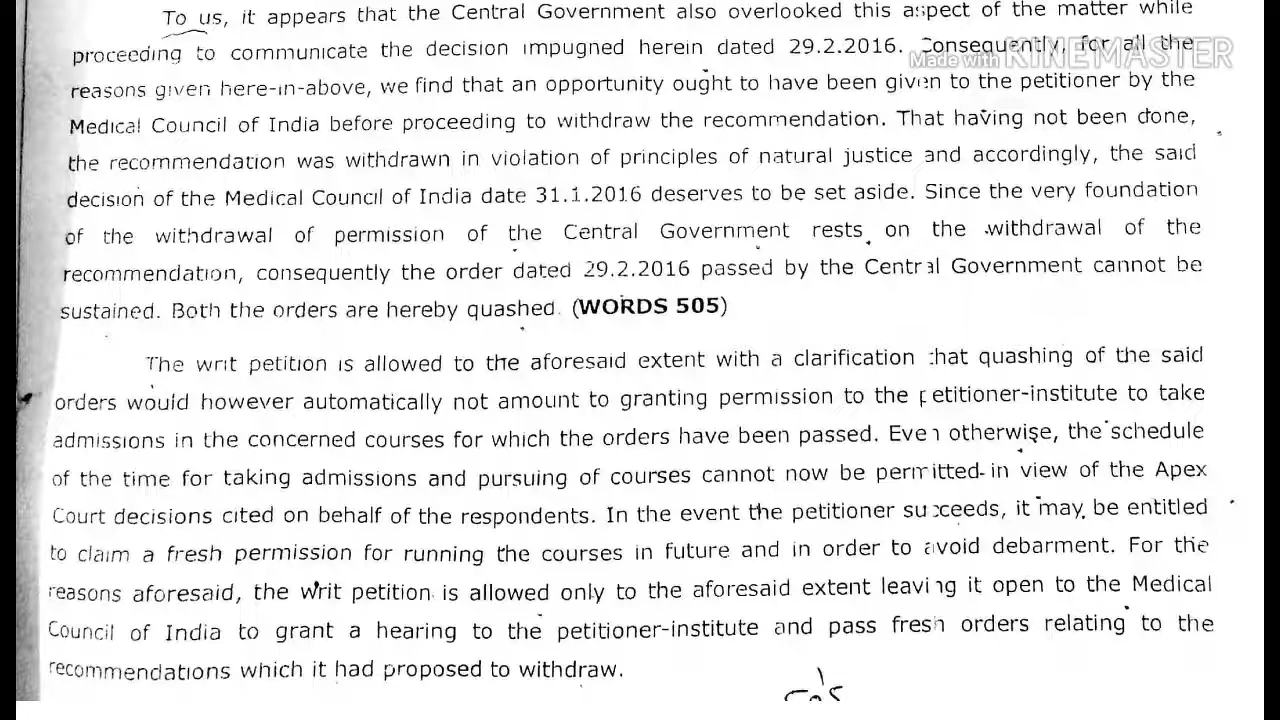 To us, it appears that the Central Government also overlooked this aspect of the matter while
proceeding to communicate the decision impugned herein dated 29.2.2016. Consequently, for all the
Made with KINEMASTER
reasons given here-in-above, we find that an opportunity ought to have been given to the petitioner by the
Medical Council of India before proceeding to withdraw the recommendation. That having not been done,
the recommendation was withdrawn in violation of principles of natural justice and accordingly, the said
decision of the Medical Council of India date 31.1.2016 deserves to be set aside. Since the very foundation
of the withdrawal of permission of the Central Government rests on the withdrawal of the
recommendation, consequently the order dated 29.2.2016 passed by the Central Government cannot be
sustained. Both the orders are hereby quashed. (WORDS 505)
The writ petition is allowed to the aforesaid extent with a clarification that quashing of the said
orders would however automatically not amount to granting permission to the petitioner-institute to take
admissions in the concerned courses for which the orders have been passed. Even otherwise, the schedule
of the time for taking admissions and pursuing of courses cannot now be permitted in view of the Apex
Court decisions cited on behalf of the respondents. In the event the petitioner succeeds, it may be entitled
to claim a fresh permission for running the courses in future and in order to avoid debarment. For the
reasons aforesaid, the writ petition is allowed only to the aforesaid extent leaving it open to the Medical
Council of India to grant a hearing to the petitioner-institute and pass fresh orders relating to the
recommendations which it had proposed to withdraw.